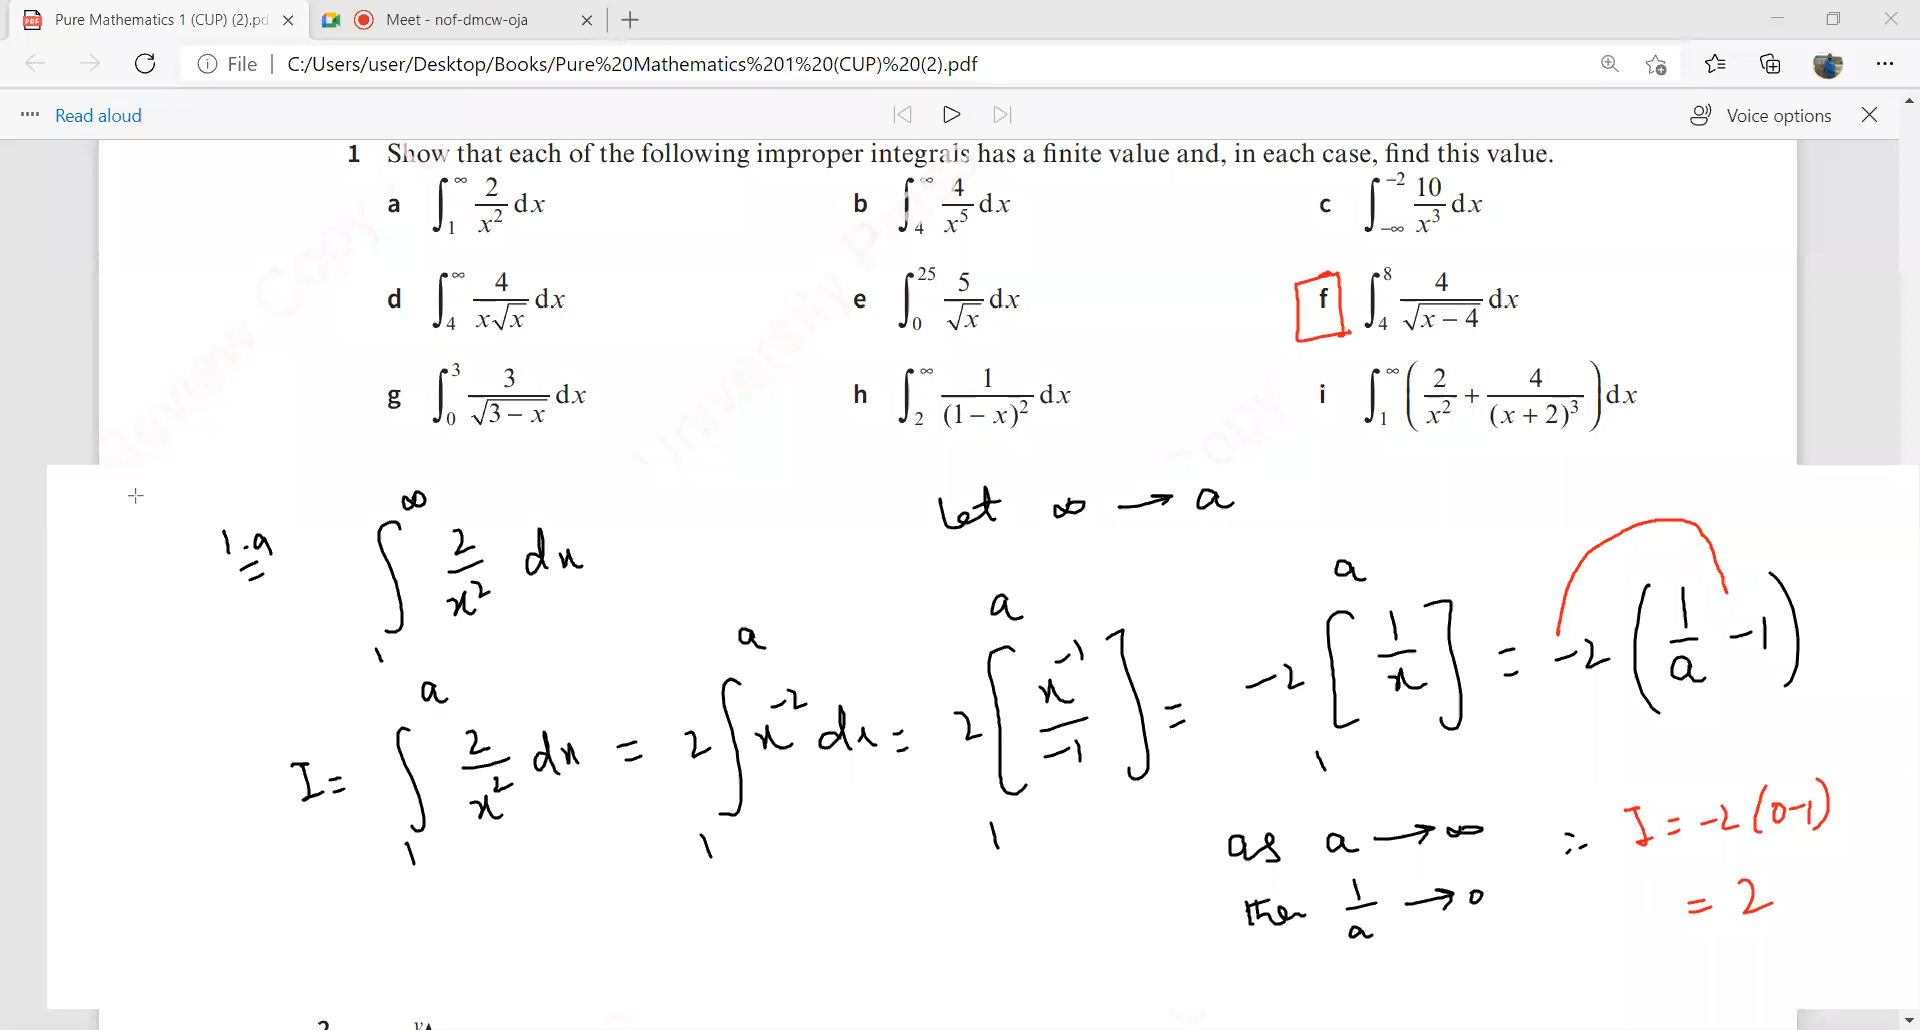 Pure Mathematics 1 (CUP) (2).pd
Meet - nof-dmcw-oja
File | C:/Users/user/Desktop/Books/Pure%20Mathematics%201%20(CUP)%20(2).pdf
Read aloud
Voice options
1 Show that each of the following improper integrals has a finite value and, in each case, find this value.
a ∫₁^∞ 2/x² dx b ∫₄^∞ 4/x⁵ dx c ∫₋∞^−2 10/x³ dx
d ∫₄^∞ 4/(x√x) dx e ∫₀^25 5/√x dx f ∫₄^8 4/√(x − 4) dx
g ∫₀^3 3/√(3 − x) dx h ∫₂^∞ 1/(1 − x)² dx i ∫₁^∞ (2/x² + 4/(x + 2)³) dx
1.a ∫₁^∞ 2/x² dx Let ∞ → a
I = ∫₁^a 2/x² dx = 2 ∫₁^a x⁻² dx = 2 [x⁻¹/−1]₁^a = −2 [1/x]₁^a = −2 (1/a − 1)
as a → ∞ ∴ I = −2 (0−1)
then 1/a → 0 = 2